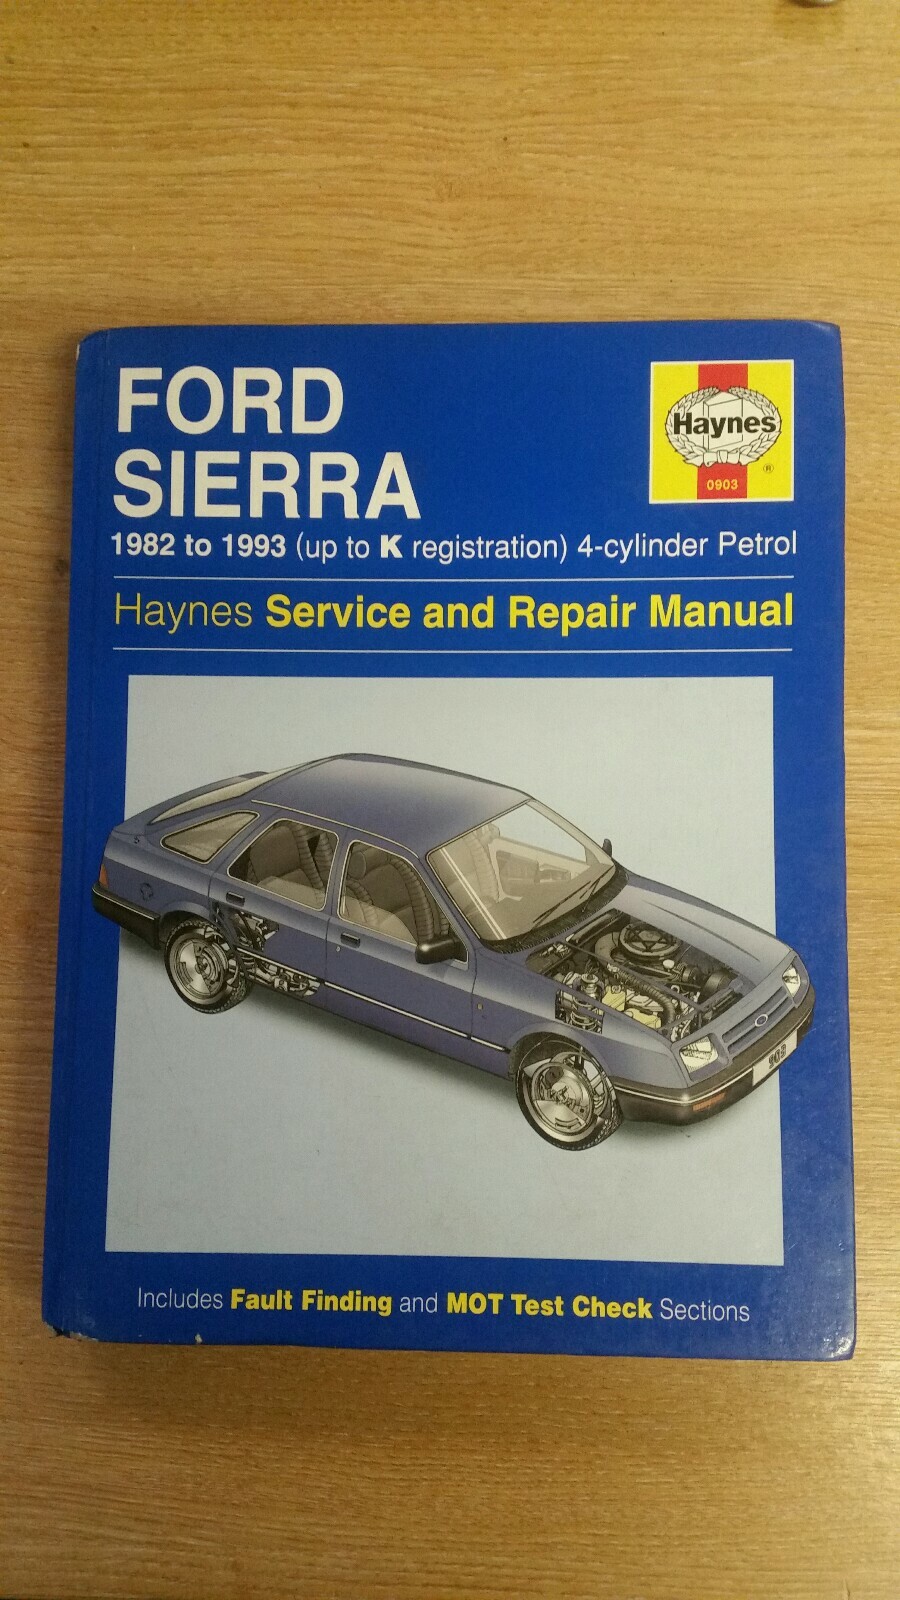 FORD
SIERRA
Haynes
®
0903
1982 to 1993 (up to K registration) 4-cylinder Petrol
Haynes Service and Repair Manual
903
Includes Fault Finding and MOT Test Check Sections